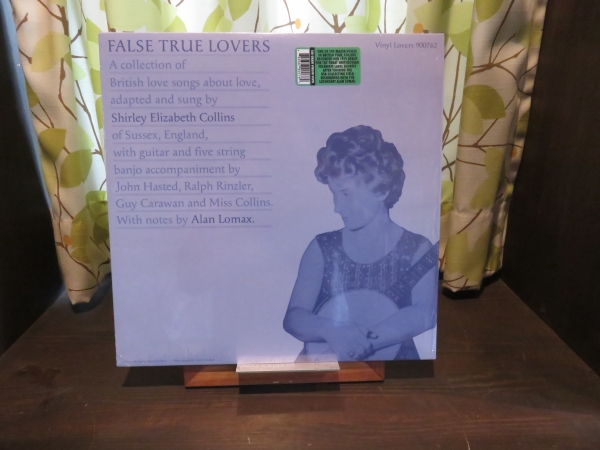 FALSE TRUE LOVERS
Vinyl Lovers 900762
A collection of
British love songs about love,
adapted and sung by
Shirley Elizabeth Collins
of Sussex, England,
with guitar and five string
banjo accompaniment by
John Hasted, Ralph Rinzler,
Guy Carawan and Miss Collins.
With notes by Alan Lomax.